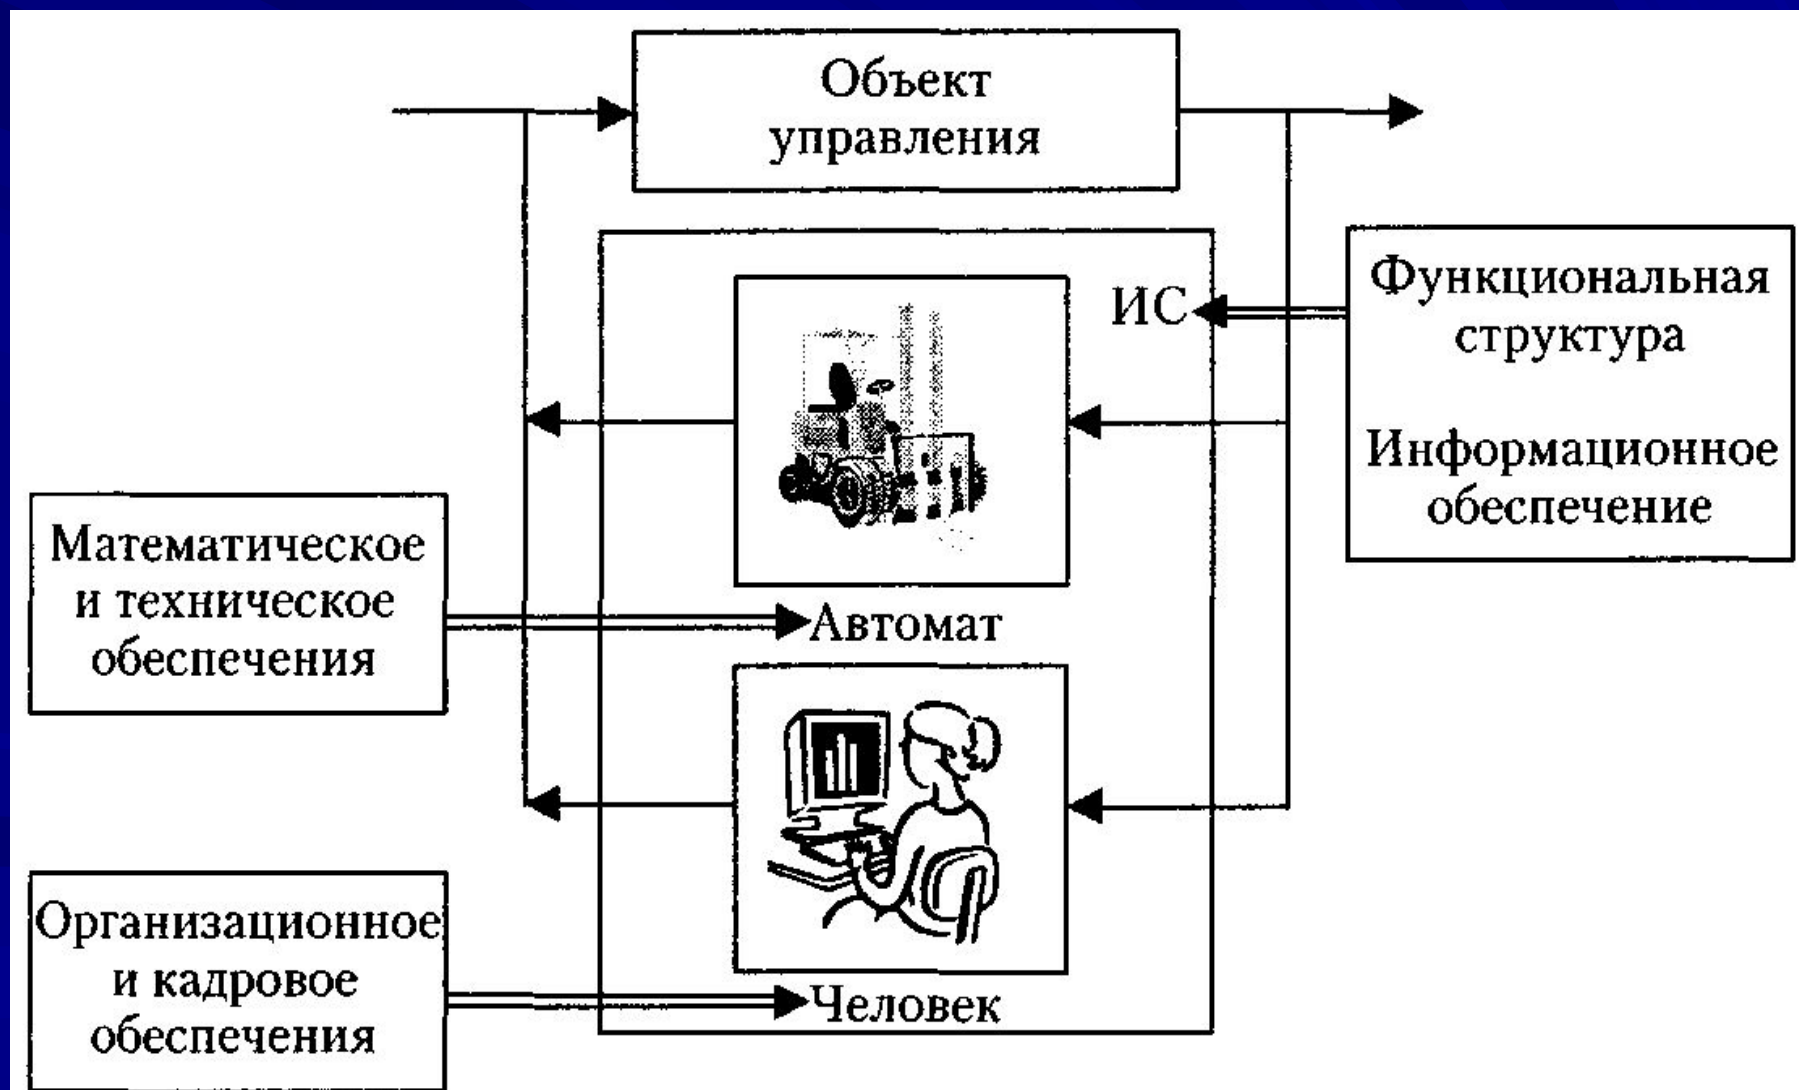 Объект
управления
ИС
Функциональная
структура
Информационное
обеспечение
Математическое
и техническое
обеспечения
Автомат
Организационное
и кадровое
обеспечения
Человек